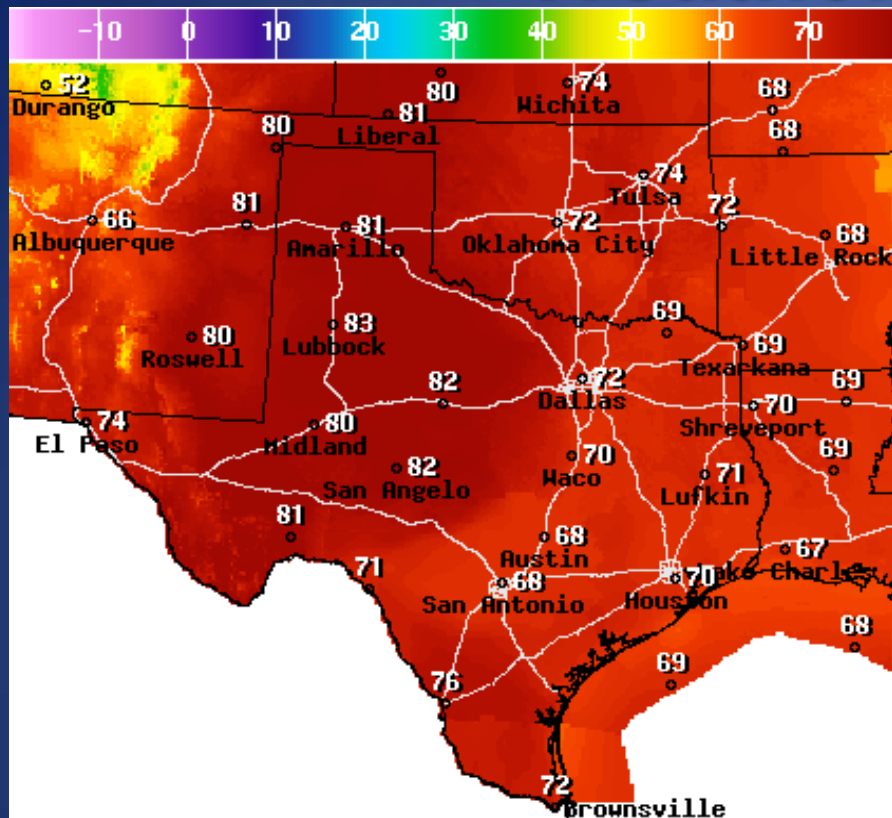 -10 0 10 20 30 40 50 60 70
52
Durango
80
81
Liberal
74
Wichita
68
68
80
74
Tulsa
66
Albuquerque
81
81
Amarillo
72
Oklahoma City
72
68
Little Rock
80
Roswell
83
Lubbock
69
69
Texarkana
72
Dallas
82
69
70
Shreveport
74
El Paso
80
Midland
70
Waco
82
San Angelo
71
Lufkin
69
81
68
Austin
67
Lake Charles
71
68
San Antonio
70
Houston
68
69
76
72
Brownsville